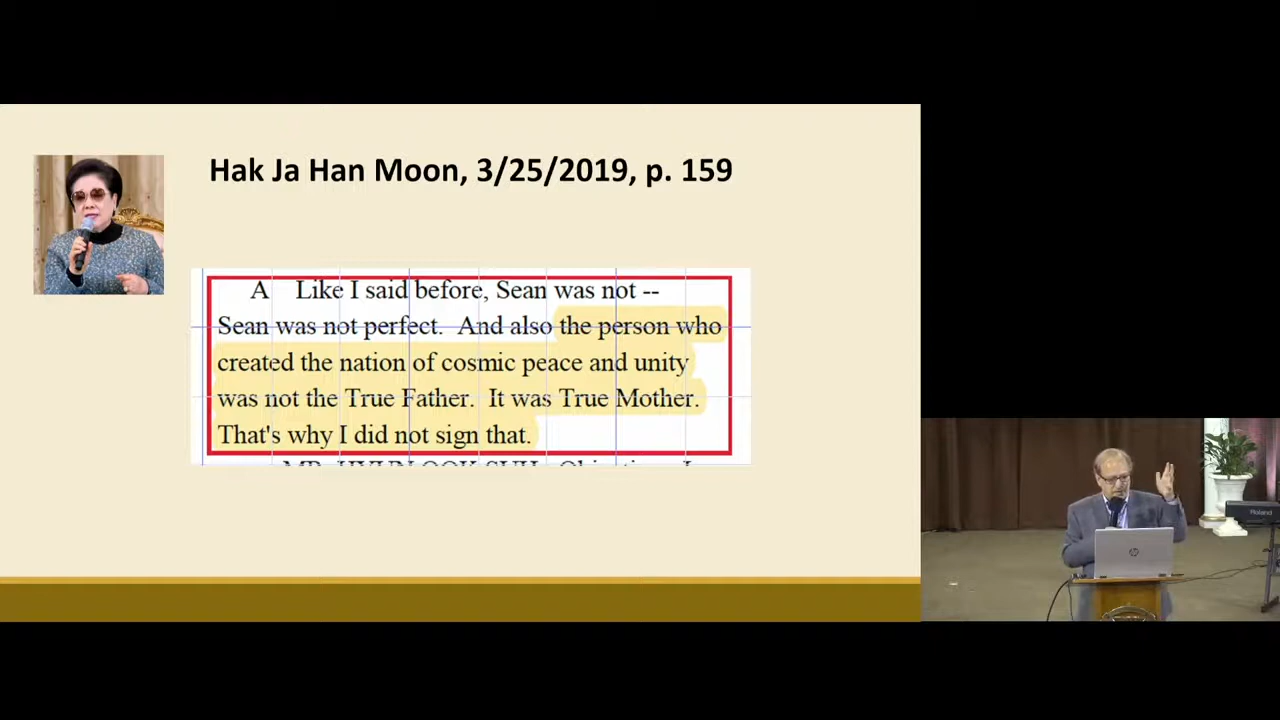 Hak Ja Han Moon, 3/25/2019, p. 159
A Like I said before, Sean was not --
Sean was not perfect. And also the person who
created the nation of cosmic peace and unity
was not the True Father. It was True Mother.
That's why I did not sign that.
Roland
hp